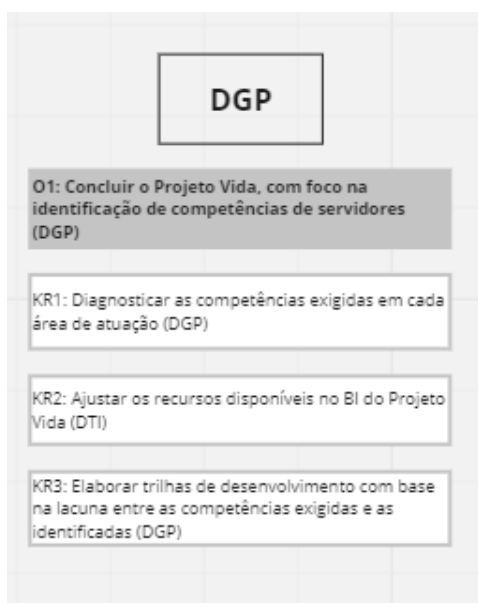 DGP
O1: Concluir o Projeto Vida, com foco na
identificação de competências de servidores
(DGP)
KR1: Diagnosticar as competências exigidas em cada
área de atuação (DGP)
KR2: Ajustar os recursos disponíveis no BI do Projeto
Vida (DTI)
KR3: Elaborar trilhas de desenvolvimento com base
na lacuna entre as competências exigidas e as
identificadas (DGP)